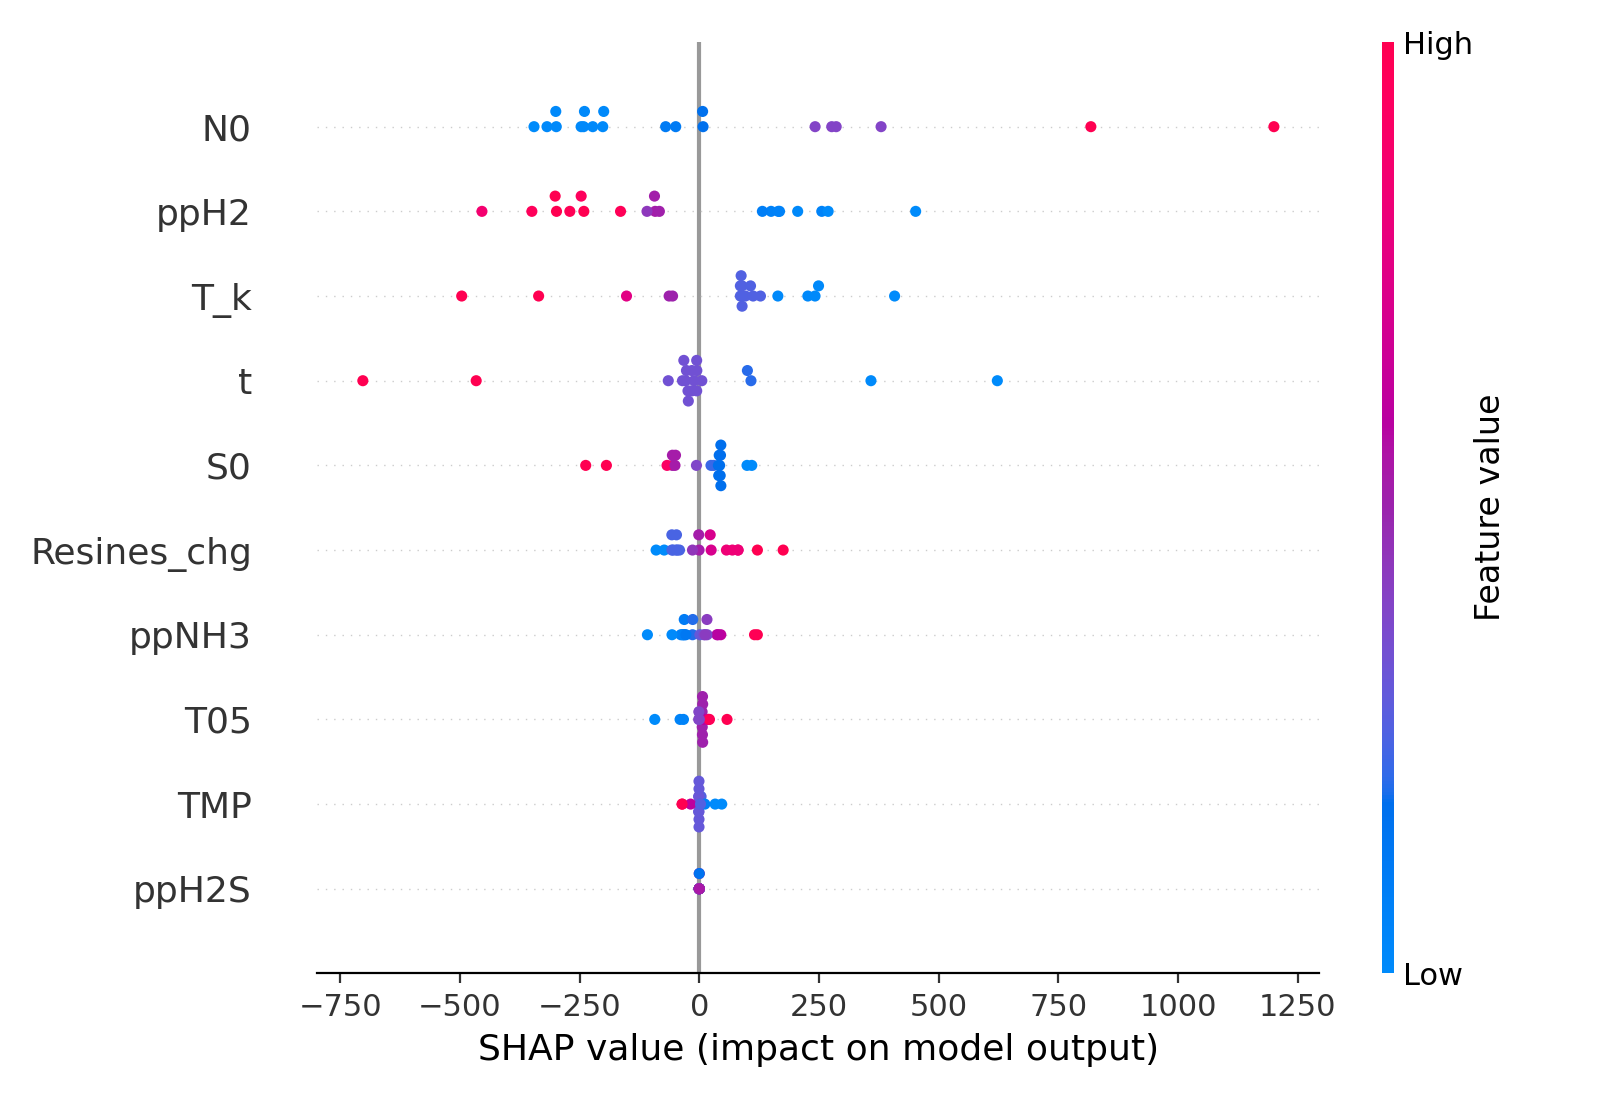 High
N0
ppH2
T_k
t
S0
Resines_chg
ppNH3
T05
TMP
ppH2S
Feature value
Low
−750 −500 −250 0 250 500 750 1000 1250
SHAP value (impact on model output)